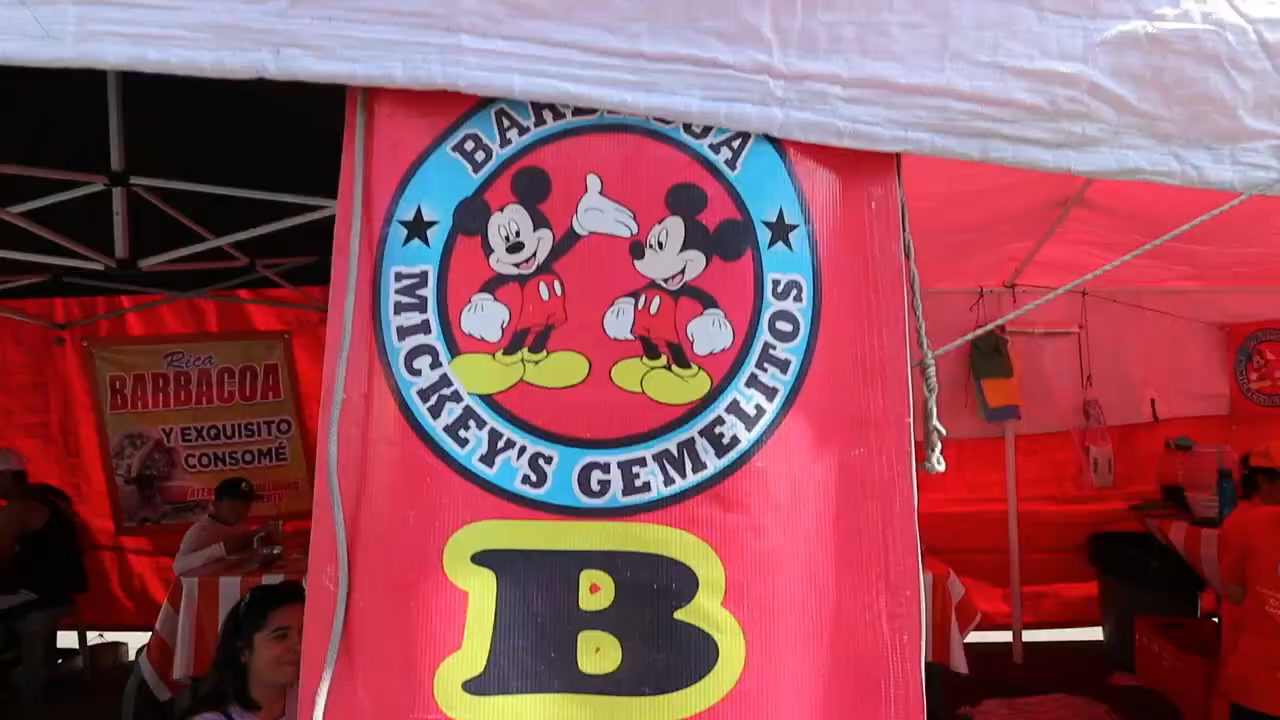 BARBACOA
MICKEY'S GEMELITOS
B
Rica
BARBACOA
Y EXQUISITO
CONSOMÉ